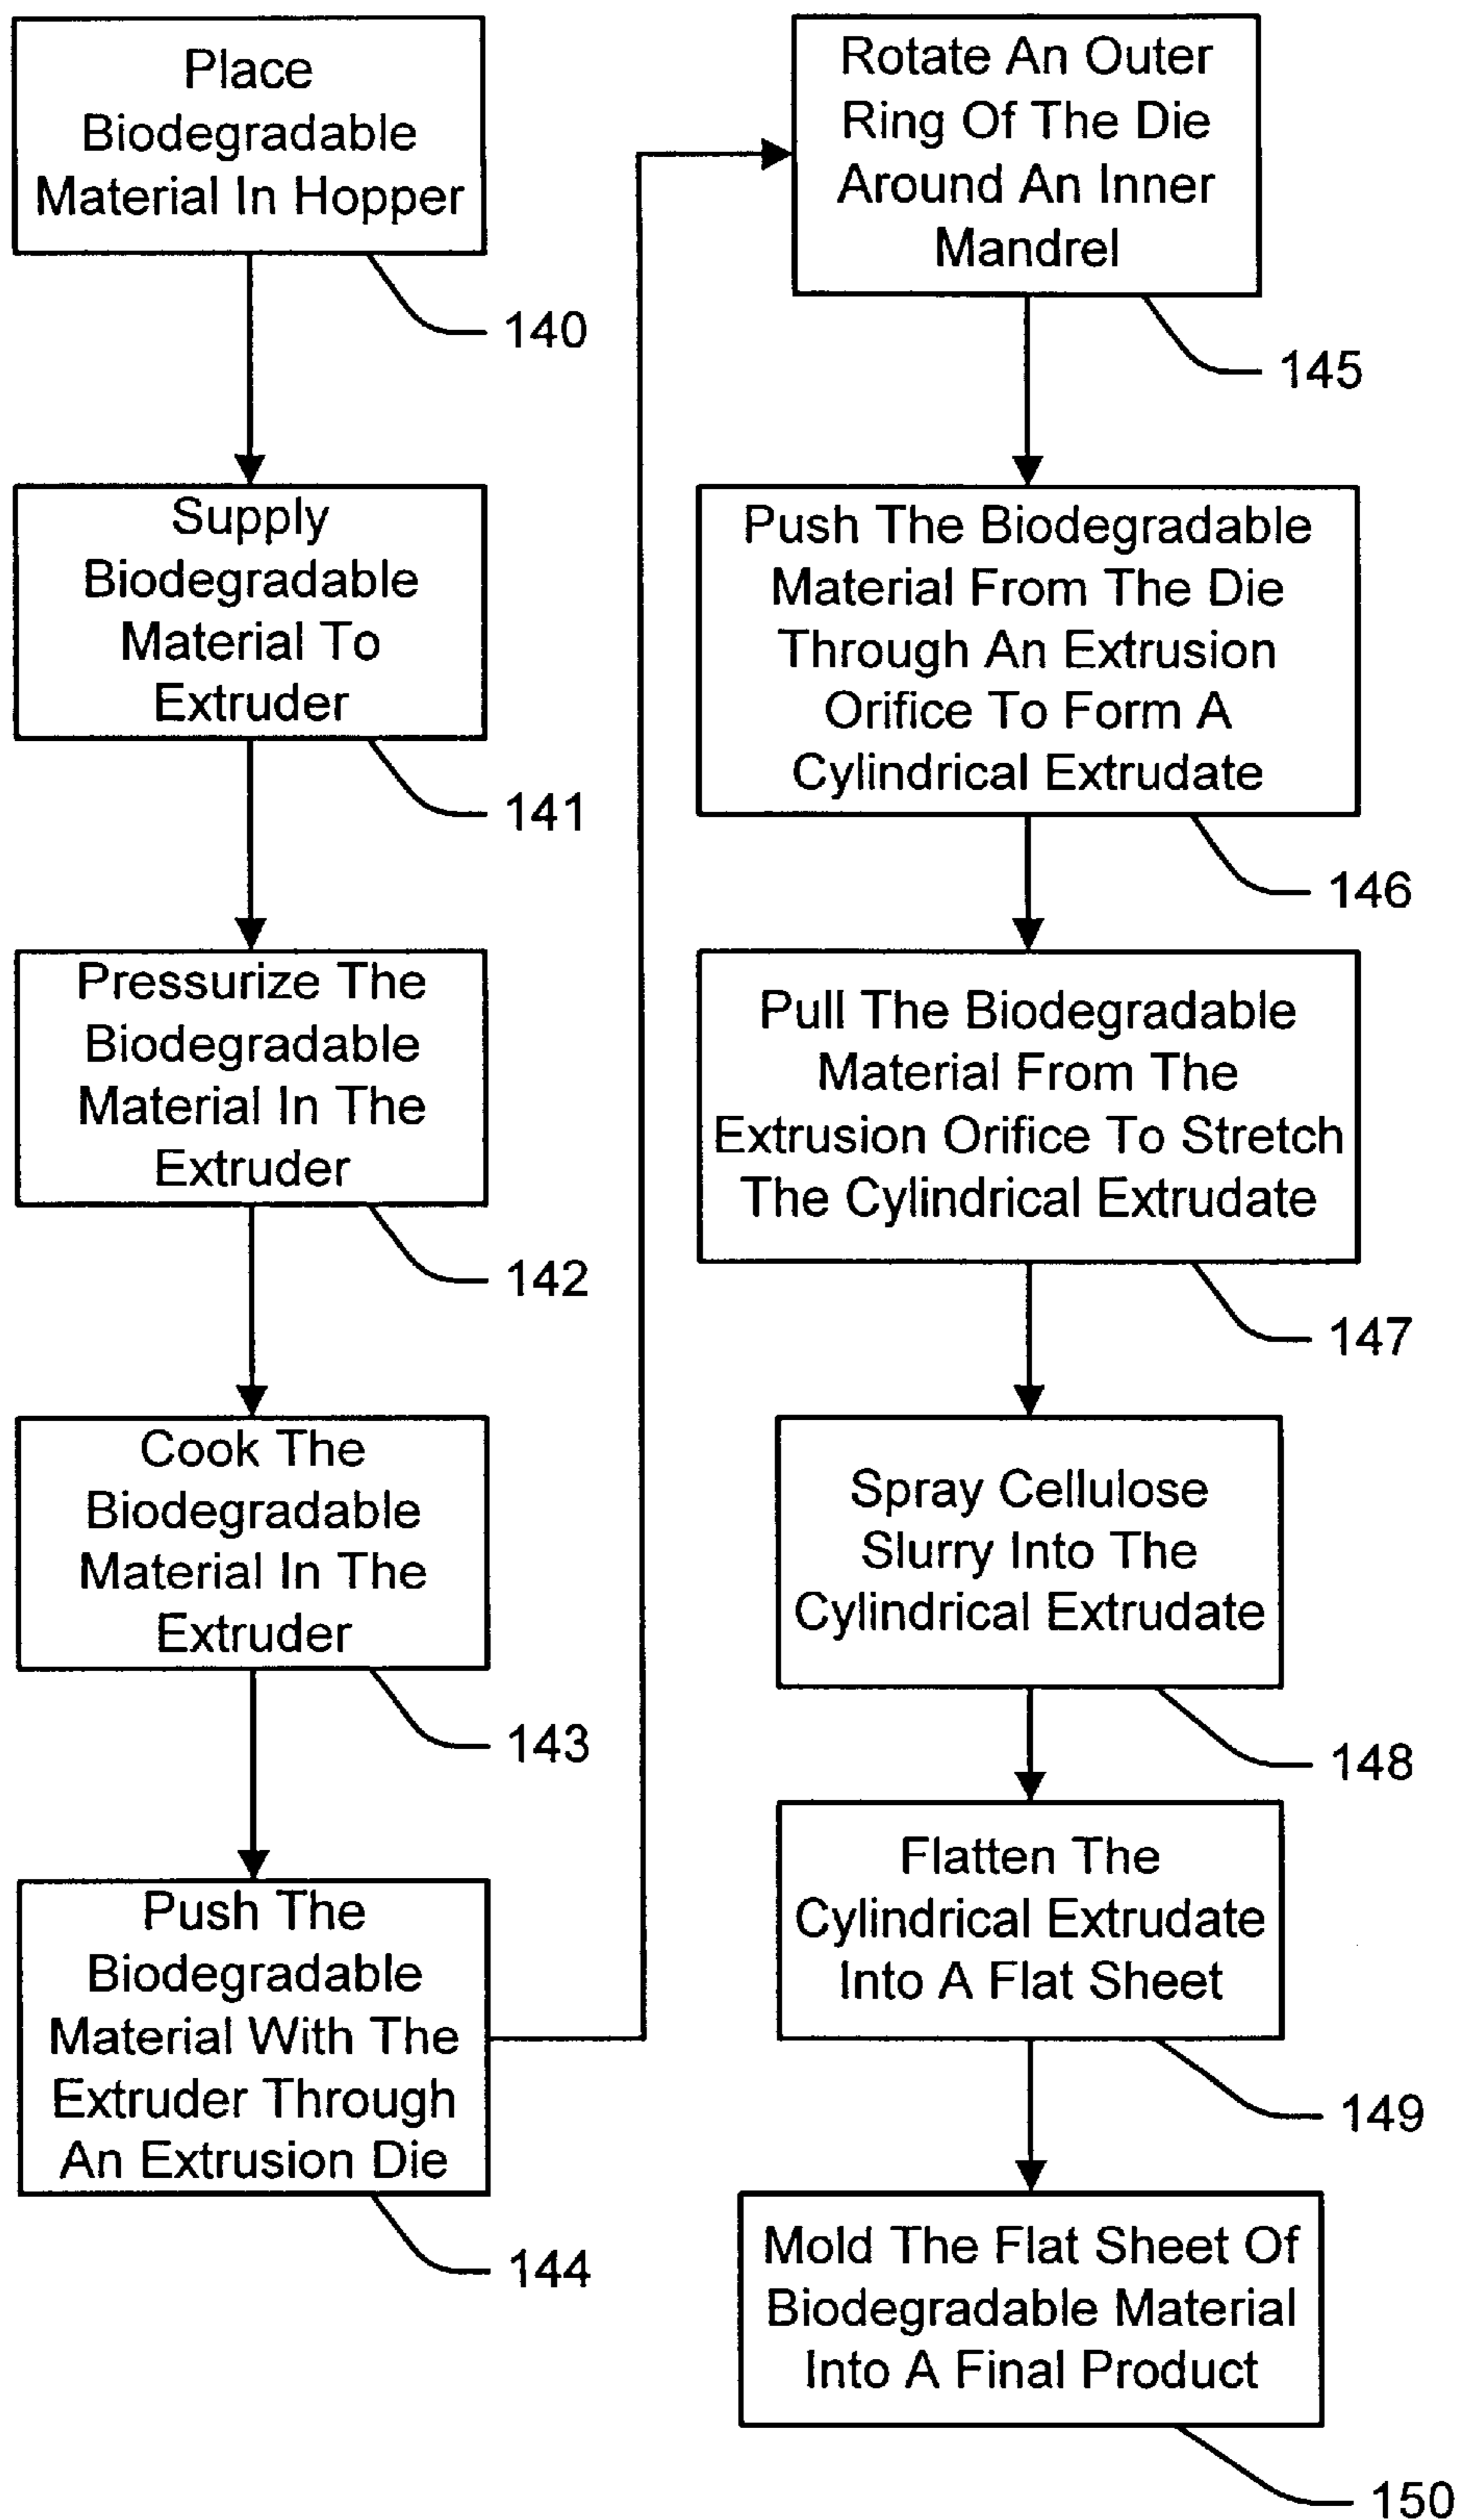 Place
Biodegradable
Material In Hopper
140
Supply
Biodegradable
Material To
Extruder
141
Pressurize The
Biodegradable
Material In The
Extruder
142
Cook The
Biodegradable
Material In The
Extruder
143
Push The
Biodegradable
Material With The
Extruder Through
An Extrusion Die
144
Rotate An Outer
Ring Of The Die
Around An Inner
Mandrel
145
Push The Biodegradable
Material From The Die
Through An Extrusion
Orifice To Form A
Cylindrical Extrudate
146
Pull The Biodegradable
Material From The
Extrusion Orifice To Stretch
The Cylindrical Extrudate
147
Spray Cellulose
Slurry Into The
Cylindrical Extrudate
148
Flatten The
Cylindrical Extrudate
Into A Flat Sheet
149
Mold The Flat Sheet Of
Biodegradable Material
Into A Final Product
150